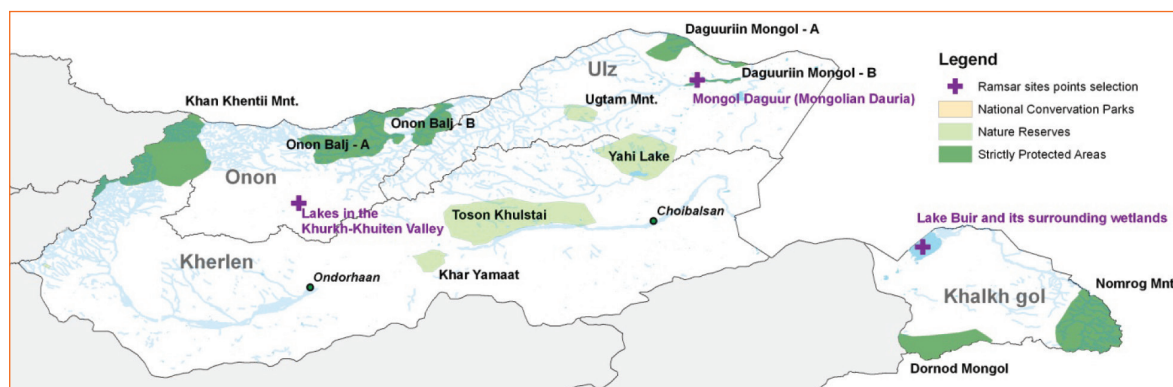 Daguuriin Mongol - A
Legend
Ramsar sites points selection
National Convervation Parks
Nature Reserves
Strictly Protected Areas
Ulz
Daguuriin Mongol - B
Mongol Daguur (Mongolian Dauria)
Ugtam Mnt.
Khan Khentii Mnt.
Onon Balj - B
Onon Balj - A
Yahi Lake
Onon
Lakes in the
Khurkh-Khuiten Valley
Toson Khulstai
Choibalsan
Lake Buir and its surrounding wetlands
Kherlen
Ondorhaan
Khar Yamaat
Nomrog Mnt
Khalkh gol
Dornod Mongol